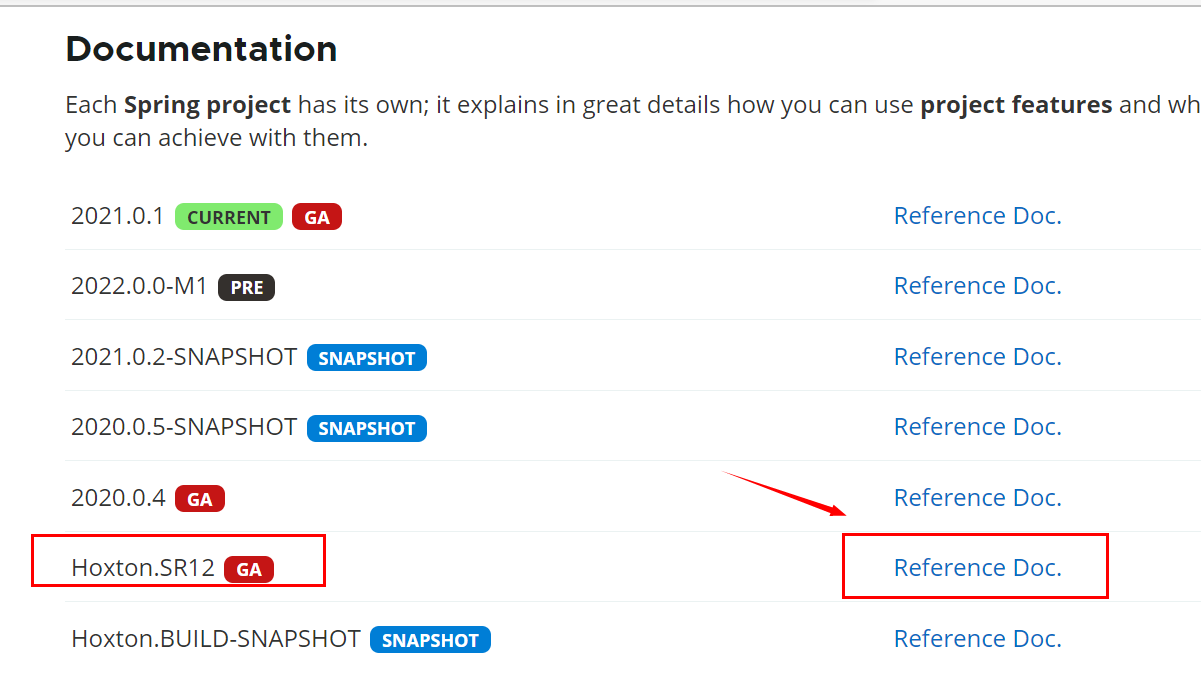 Documentation
Each Spring project has its own; it explains in great details how you can use project features and wh
you can achieve with them.
2021.0.1 CURRENT GA Reference Doc.
2022.0.0-M1 PRE Reference Doc.
2021.0.2-SNAPSHOT SNAPSHOT Reference Doc.
2020.0.5-SNAPSHOT SNAPSHOT Reference Doc.
2020.0.4 GA Reference Doc.
Hoxton.SR12 GA Reference Doc.
Hoxton.BUILD-SNAPSHOT SNAPSHOT Reference Doc.